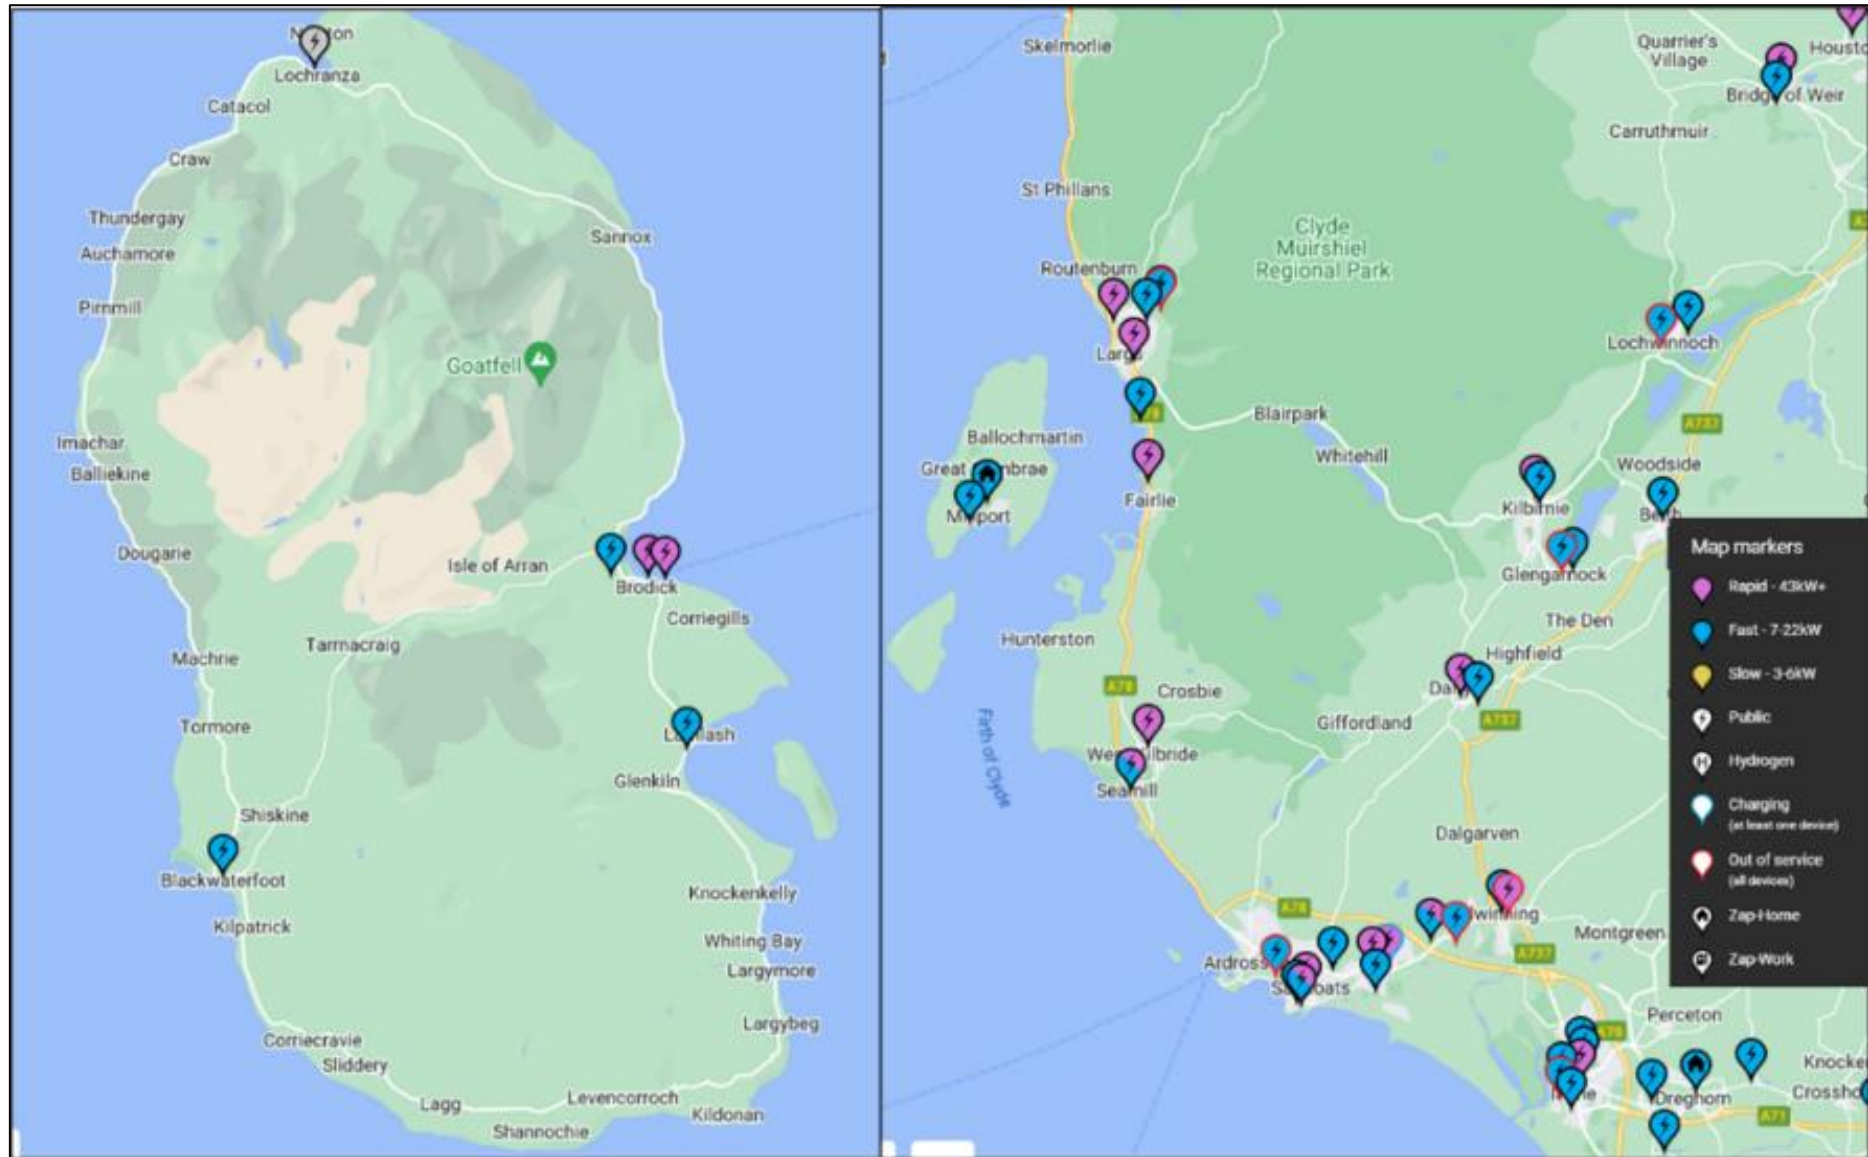 Lochranza
Catacol
Craw
Thundergay
Sannox
Auchamore
Pirnmill
Goatfell
Imachar
Balliekine
Dougarie
Isle of Arran
Brodick
Corriegills
Tarmacraig
Machrie
Tormore
Glenkiln
Shiskine
Blackwaterfoot
Knockenkelly
Kilpatrick
Whiting Bay
Largymore
Largybeg
Corriecravie
Sliddery
Levencorroch
Lagg
Kildonan
Shannochie
Skelmorlie
Quarrier's
Village
Bridge of Weir
Carruthmuir
St Phillans
Clyde
Muirshiel
Regional Park
Routenburn
Lochwinnoch
Blairpark
A737
Ballochmartin
Whitehill
Woodside
Fairlie
Kilbirnie
Glengarnock
The Den
Hunterston
Highfield
A78
Crosbie
A737
Giffordland
Firth of Clyde
Seamill
Dalgarven
A78
Montgreen
A737
Perceton
Dreghorn
A71
Map markers
Rapid - 43kW+
Fast - 7-22kW
Slow - 3-6kW
Public
Hydrogen
Charging
(at least one device)
Out of service
(all devices)
Zap-Home
Zap-Work